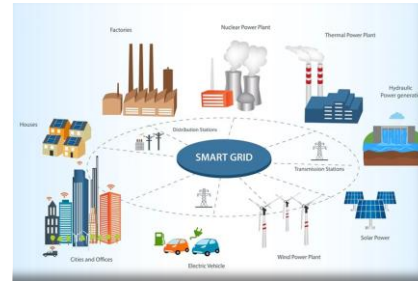 Factories
Nuclear Power Plant
Thermal Power Plant
Hydraulic
Power generati
Houses
Distribution Stations
SMART GRID
Transmission Stations
Solar Power
Wind Power Plant
Electric Vehicle
Cities and Offices